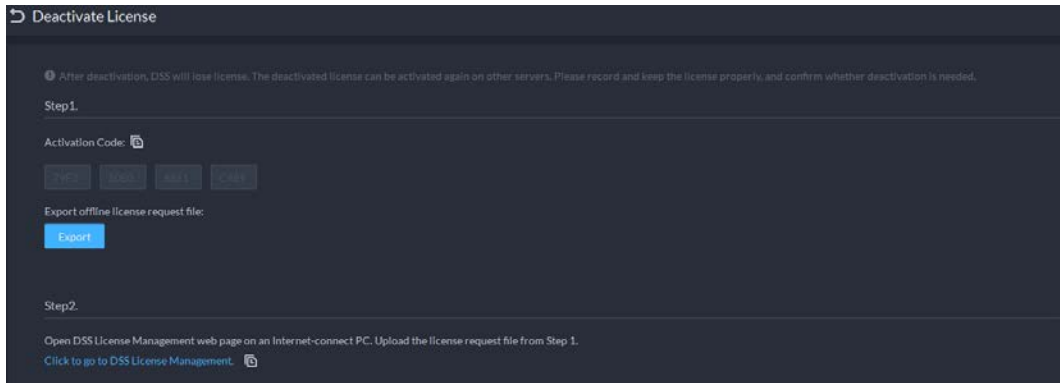 Deactivate License
After deactivation, DSS will lose license. The deactivated license can be activated again on other servers. Please record and keep the license properly, and confirm whether deactivation is needed.
Step1.
Activation Code:
Export offline license request file:
Export
Step2.
Open DSS License Management web page on an Internet-connect PC. Upload the license request file from Step 1.
Click to go to DSS License Management.